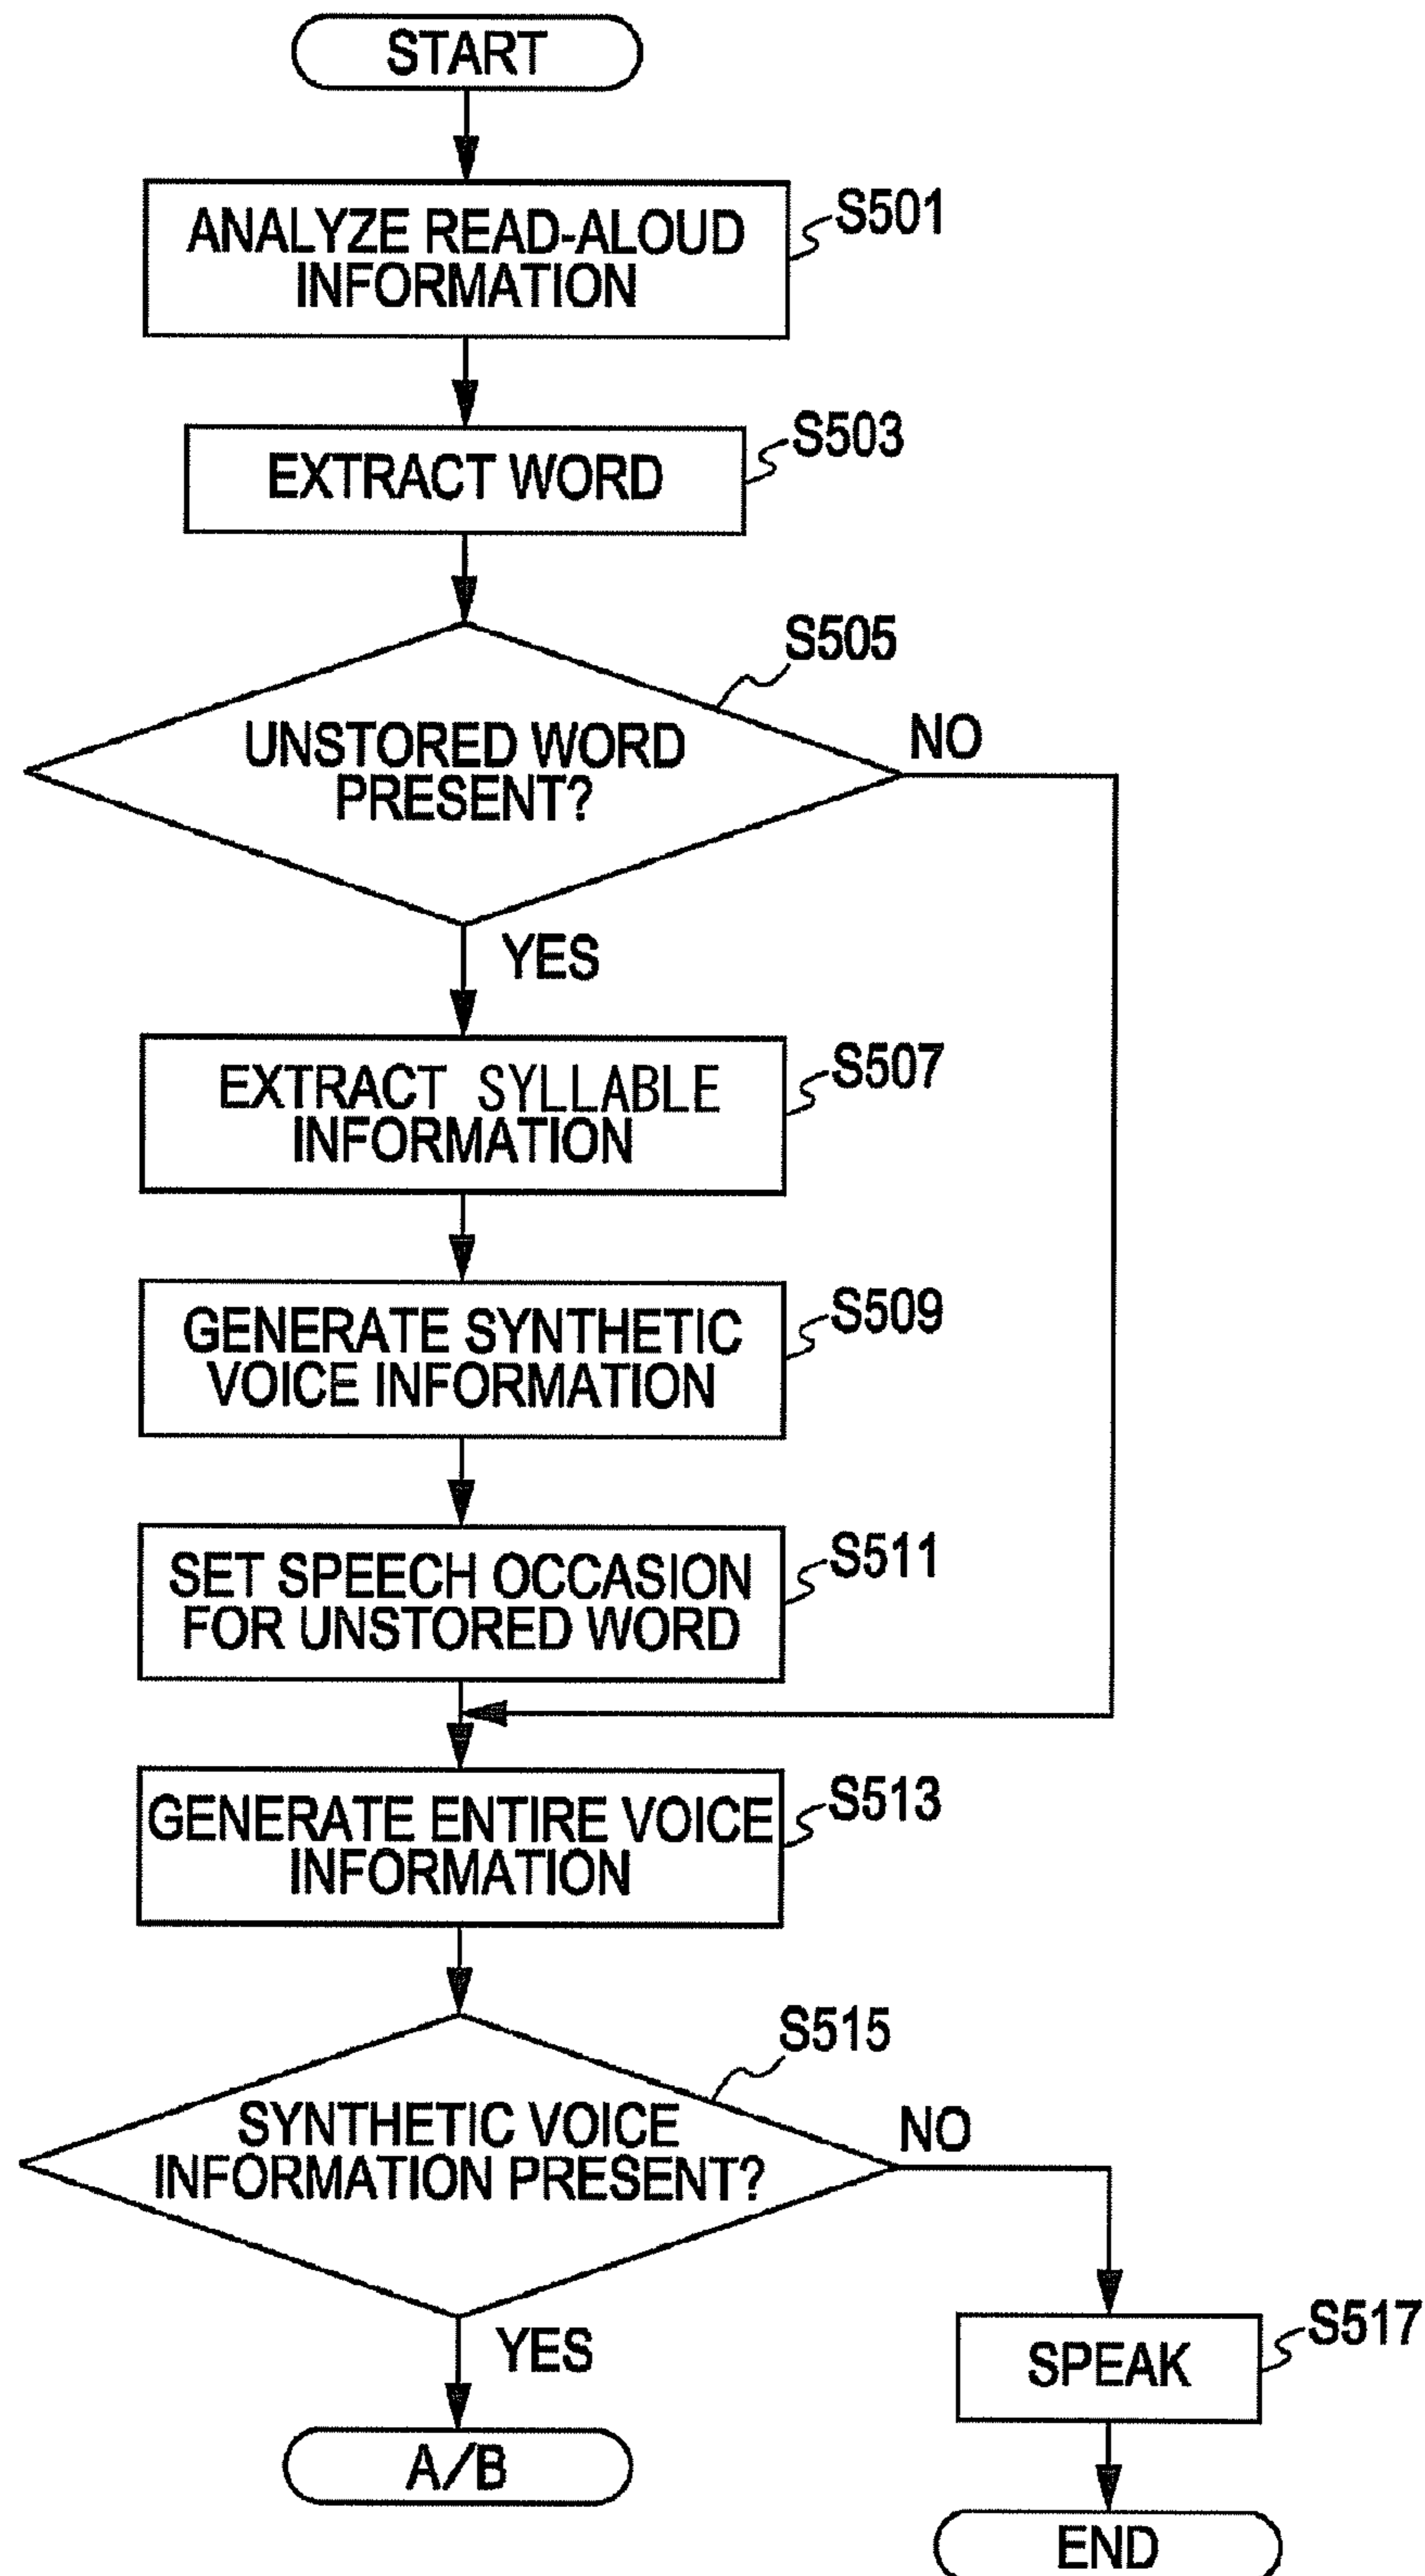 START
ANALYZE READ-ALOUD
INFORMATION
S501
EXTRACT WORD
S503
S505
UNSTORED WORD
PRESENT?
NO
YES
EXTRACT SYLLABLE
INFORMATION
S507
GENERATE SYNTHETIC
VOICE INFORMATION
S509
SET SPEECH OCCASION
FOR UNSTORED WORD
S511
GENERATE ENTIRE VOICE
INFORMATION
S513
S515
SYNTHETIC VOICE
INFORMATION PRESENT?
NO
YES
SPEAK
S517
A/B
END